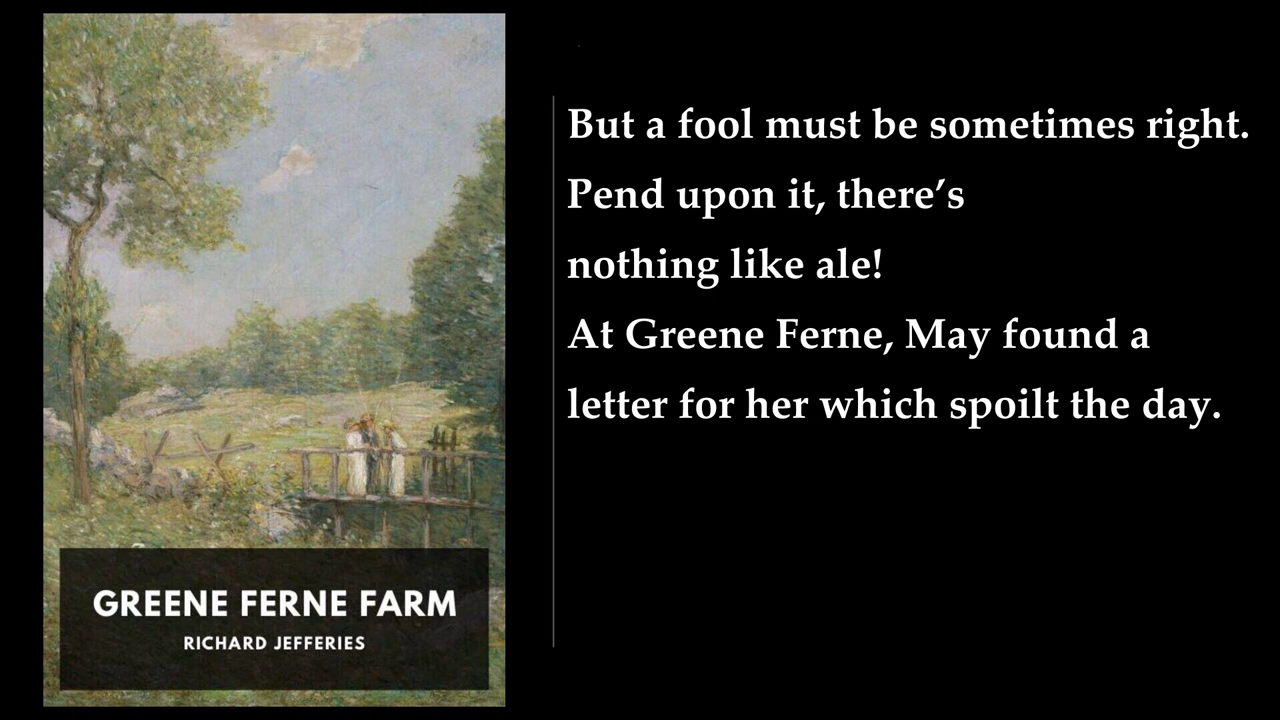 But a fool must be sometimes right.
Pend upon it, there’s
nothing like ale!
At Greene Ferne, May found a
letter for her which spoilt the day.
GREENE FERNE FARM
RICHARD JEFFERIES